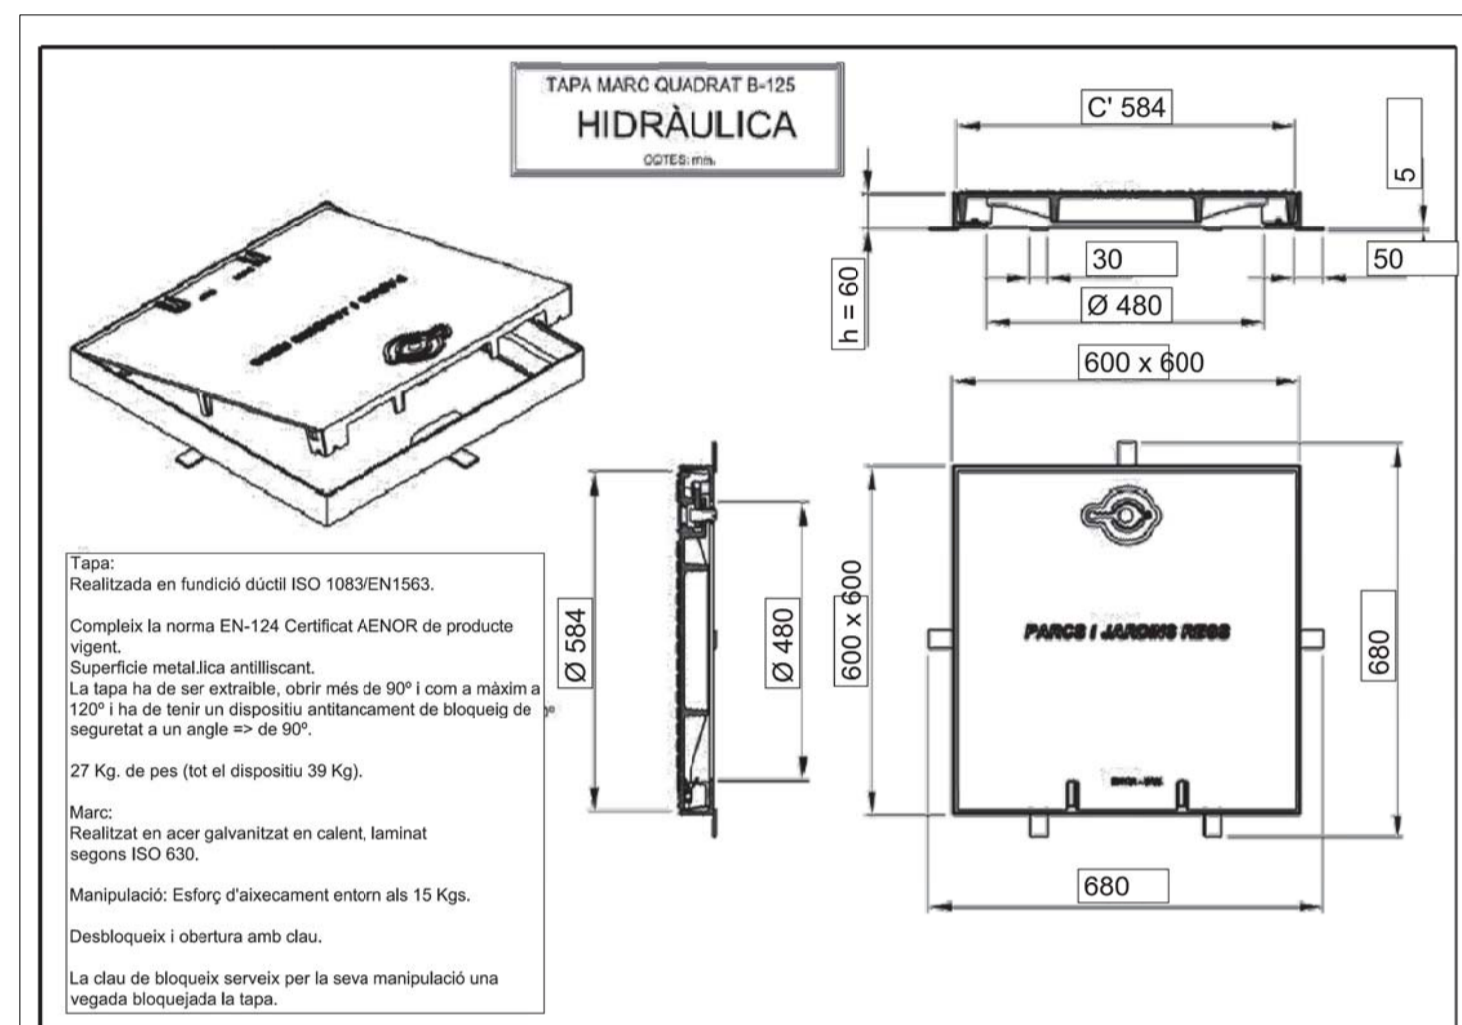 TAPA MARC QUADRAT B-125
HIDRÀULICA
COTES: mm.
C' 584
5
h = 60
30
50
Ø 480
600 x 600
Ø 584
Ø 480
600 x 600
PARCS I JARDINS REGS
680
680
Tapa:
Realitzada en fundició dúctil ISO 1083/EN1563.
Compleix la norma EN-124 Certificat AENOR de producte
vigent.
Superficie metal.lica antilliscant.
La tapa ha de ser extraible, obrir més de 90º i com a màxim a
120º i ha de tenir un dispositiu antitancament de bloqueig de
seguretat a un angle => de 90º.
27 Kg. de pes (tot el dispositiu 39 Kg).
Marc:
Realitzat en acer galvanitzat en calent, laminat
segons ISO 630.
Manipulació: Esforç d'aixecament entorn als 15 Kgs.
Desbloqueix i obertura amb clau.
La clau de bloqueix serveix per la seva manipulació una
vegada bloquejada la tapa.